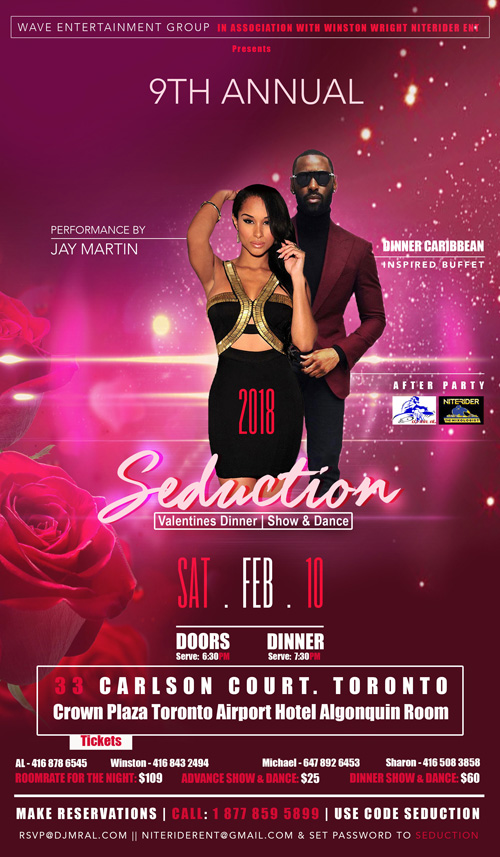 WAVE ENTERTAINMENT GROUP IN ASSOCIATION WITH WINSTON WRIGHT NITERIDER ENT
Presents
9TH ANNUAL
PERFORMANCE BY
JAY MARTIN
DINNER CARIBBEAN
INSPIRED BUFFET
AFTER PARTY
NITERIDER
2018
Seduction
Valentines Dinner | Show & Dance
SAT . FEB . 10
DOORS
Serve: 6:30PM
DINNER
Serve: 7:30PM
33 CARLSON COURT. TORONTO
Crown Plaza Toronto Airport Hotel Algonquin Room
Tickets
AL - 416 878 6545 Winston - 416 843 2494 Michael - 647 892 6453 Sharon - 416 508 3858
ROOMRATE FOR THE NIGHT: $109 ADVANCE SHOW & DANCE: $25 DINNER SHOW & DANCE: $60
MAKE RESERVATIONS | CALL: 1 877 859 5899 | USE CODE SEDUCTION
RSVP@DJMRAL.COM || NITERIDERENT@GMAIL.COM & SET PASSWORD TO SEDUCTION